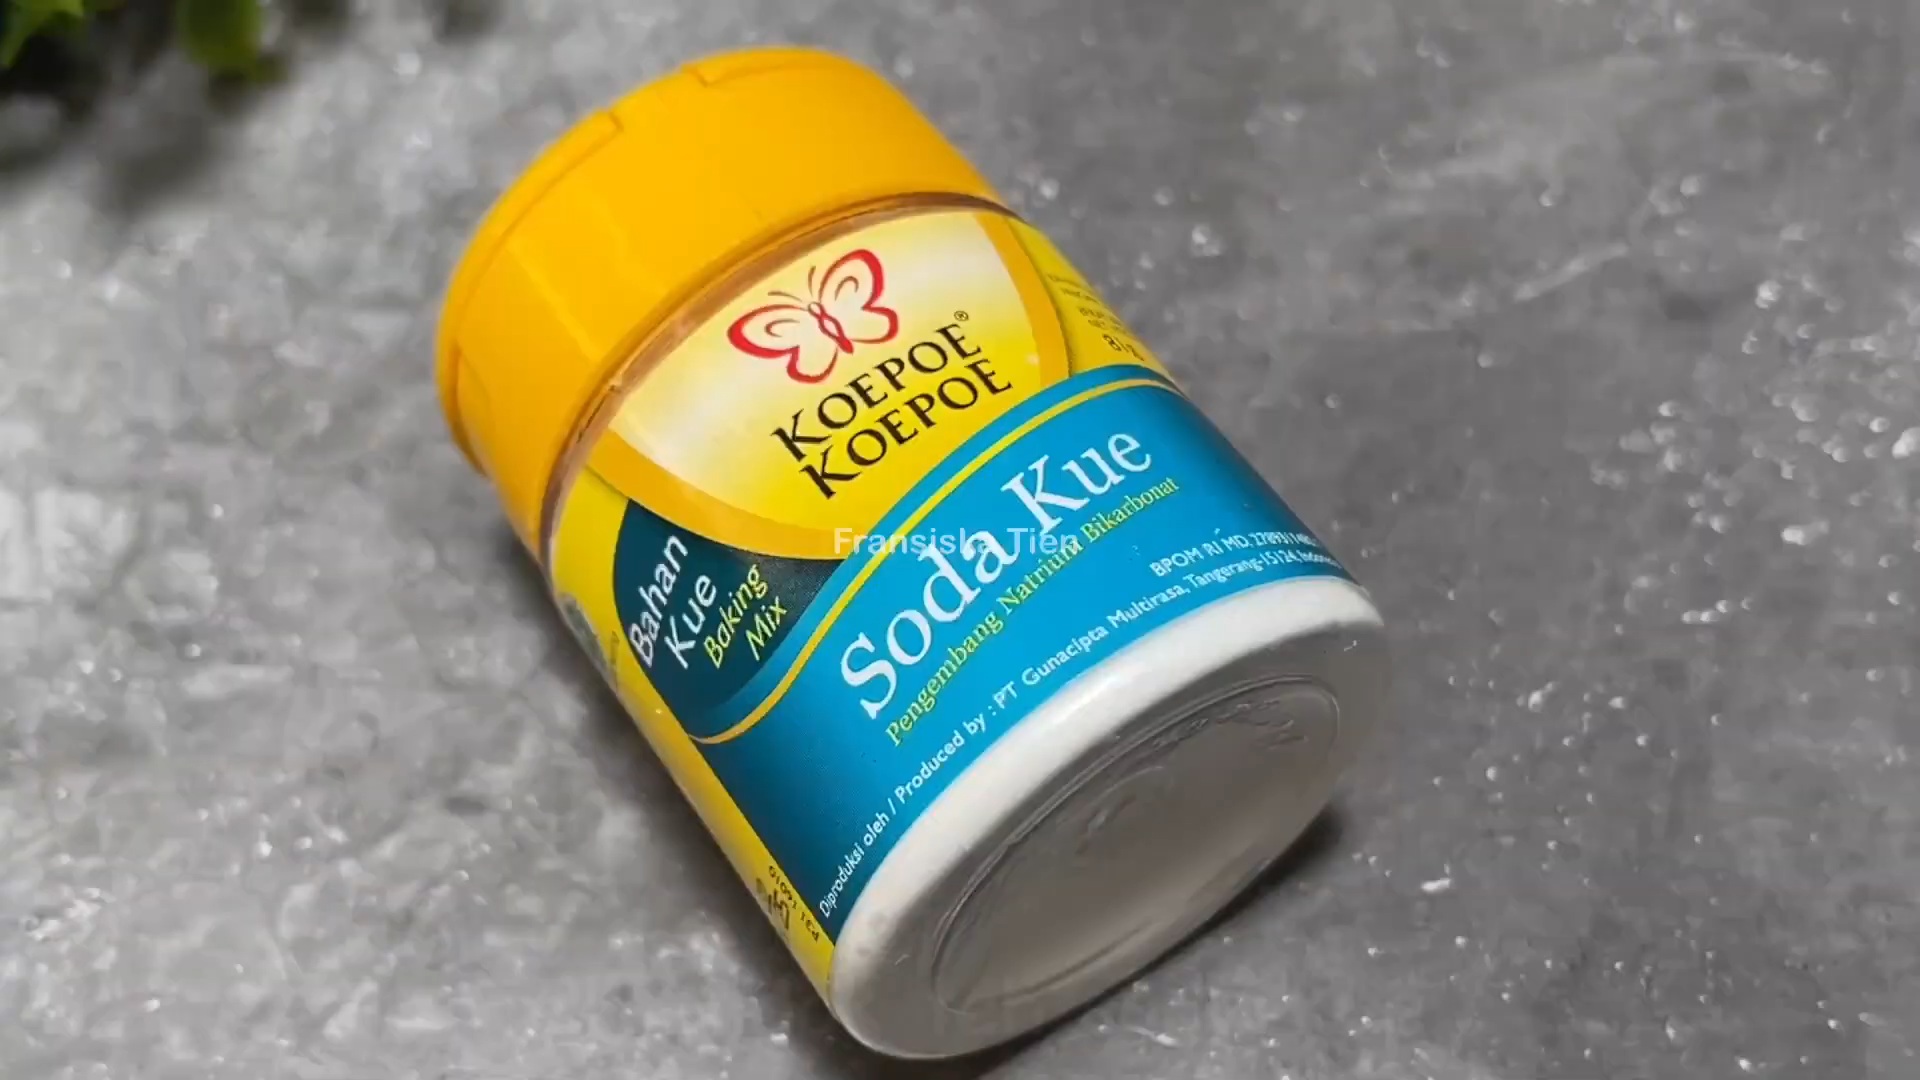 KOEPOE®
KOEPOE
Bahan
Kue
Baking
Mix
Soda Kue
Pengembang Natrium Bikarbonat
BPOM RI MD.
Diproduksi oleh / Produced by : PT Gunacipta Multirasa, Tangerang-15124,
Fransiska Tien